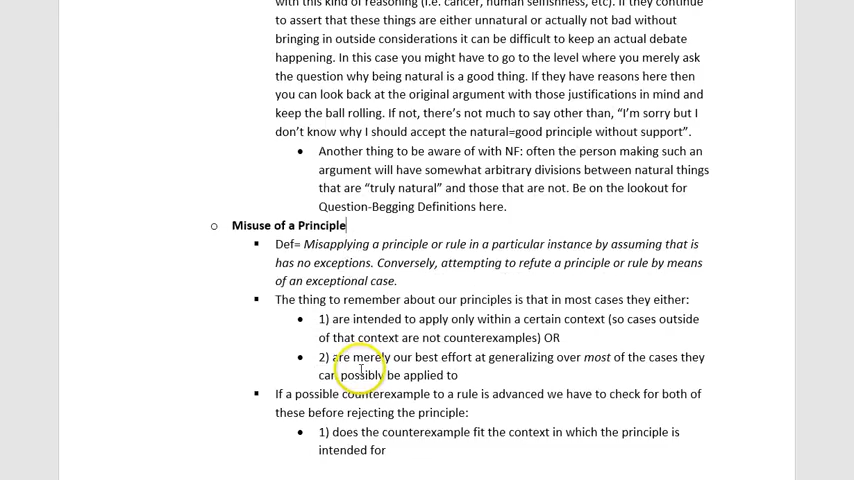 with this kind of reasoning (i.e. cancer, human selfishness, etc). If they continue
to assert that these things are either unnatural or actually not bad without
bringing in outside considerations it can be difficult to keep an actual debate
happening. In this case you might have to go to the level where you merely ask
the question why being natural is a good thing. If they have reasons here then
you can look back at the original argument with those justifications in mind and
keep the ball rolling. If not, there's not much to say other than, “I'm sorry but I
don't know why I should accept the natural=good principle without support”.
• Another thing to be aware of with NF: often the person making such an
argument will have somewhat arbitrary divisions between natural things
that are “truly natural” and those that are not. Be on the lookout for
Question-Begging Definitions here.
o Misuse of a Principle
▪ Def= Misapplying a principle or rule in a particular instance by assuming that is
has no exceptions. Conversely, attempting to refute a principle or rule by means
of an exceptional case.
▪ The thing to remember about our principles is that in most cases they either:
• 1) are intended to apply only within a certain context (so cases outside
of that context are not counterexamples) OR
• 2) are merely our best effort at generalizing over most of the cases they
can possibly be applied to
▪ If a possible counterexample to a rule is advanced we have to check for both of
these before rejecting the principle:
• 1) does the counterexample fit the context in which the principle is
intended for